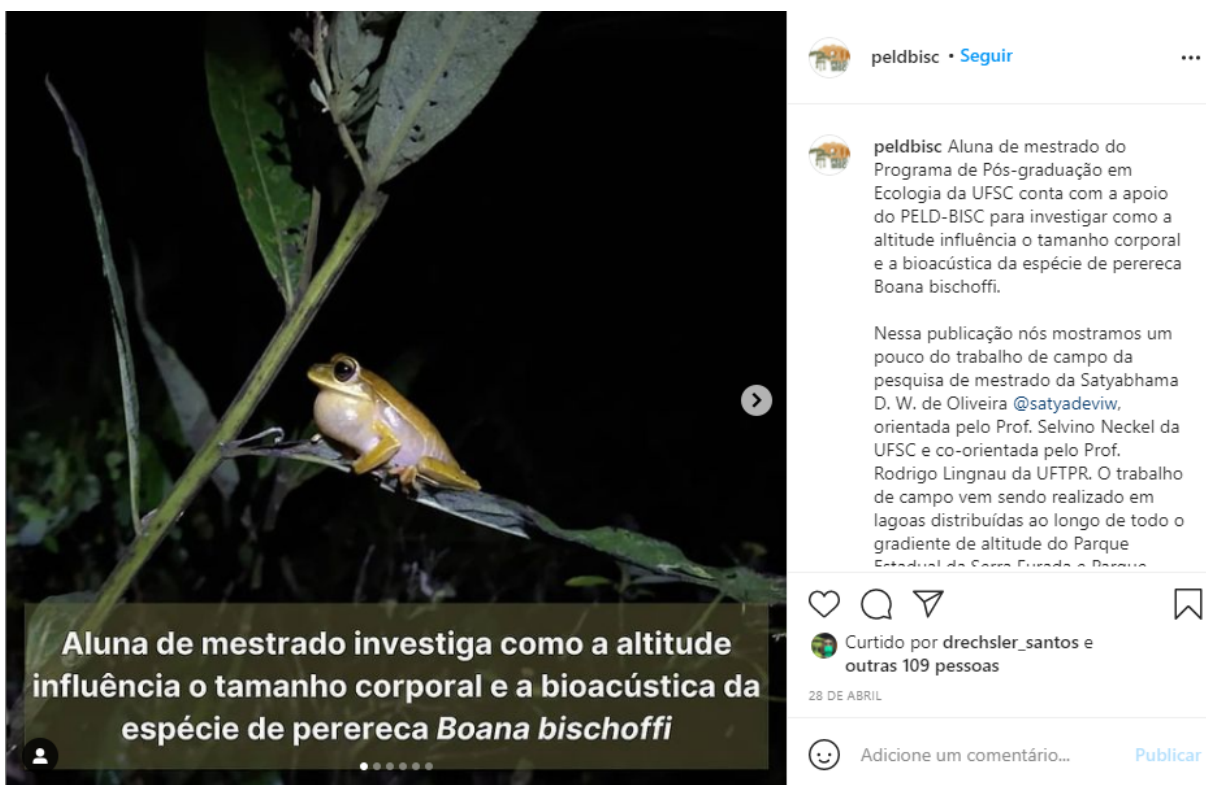 Aluna de mestrado investiga como a altitude
influência o tamanho corporal e a bioacústica da
espécie de perereca Boana bischoffi
peldbisc • Seguir
peldbisc Aluna de mestrado do
Programa de Pós-graduação em
Ecologia da UFSC conta com a apoio
do PELD-BISC para investigar como a
altitude influência o tamanho corporal
e a bioacústica da espécie de perereca
Boana bischoffi.
Nessa publicação nós mostramos um
pouco do trabalho de campo da
pesquisa de mestrado da Satyabhama
D. W. de Oliveira @satyadeviw,
orientada pelo Prof. Selvino Neckel da
UFSC e co-orientada pelo Prof.
Rodrigo Lingnau da UFTPR. O trabalho
de campo vem sendo realizado em
lagoas distribuídas ao longo de todo o
gradiente de altitude do Parque
Estadual da Serra Furada e Parque
Curtido por drechsler_santos e
outras 109 pessoas
28 DE ABRIL
Adicione um comentário...
Publicar